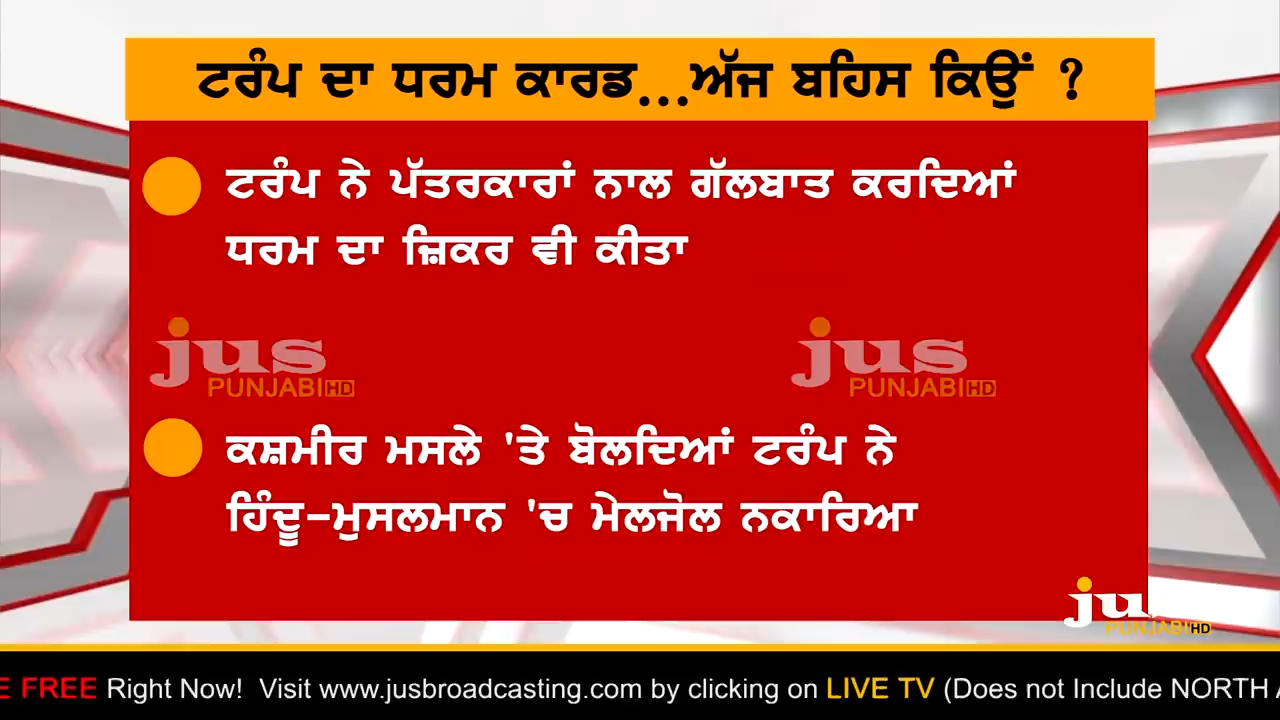 ਟਰੰਪ ਦਾ ਧਰਮ ਕਾਰਡ...ਅੱਜ ਬਹਿਸ ਕਿਉਂ ?
ਟਰੰਪ ਨੇ ਪੱਤਰਕਾਰਾਂ ਨਾਲ ਗੱਲਬਾਤ ਕਰਦਿਆਂ
ਧਰਮ ਦਾ ਜ਼ਿਕਰ ਵੀ ਕੀਤਾ
jus jus
PUNJABI HD PUNJABI HD
ਕਸ਼ਮੀਰ ਮਸਲੇ 'ਤੇ ਬੋਲਦਿਆਂ ਟਰੰਪ ਨੇ
ਹਿੰਦੂ-ਮੁਸਲਮਾਨ 'ਚ ਮੇਲਜੋਲ ਨਕਾਰਿਆ
jus
PUNJABI HD
E FREE Right Now! Visit www.jusbroadcasting.com by clicking on LIVE TV (Does not Include NORTH A